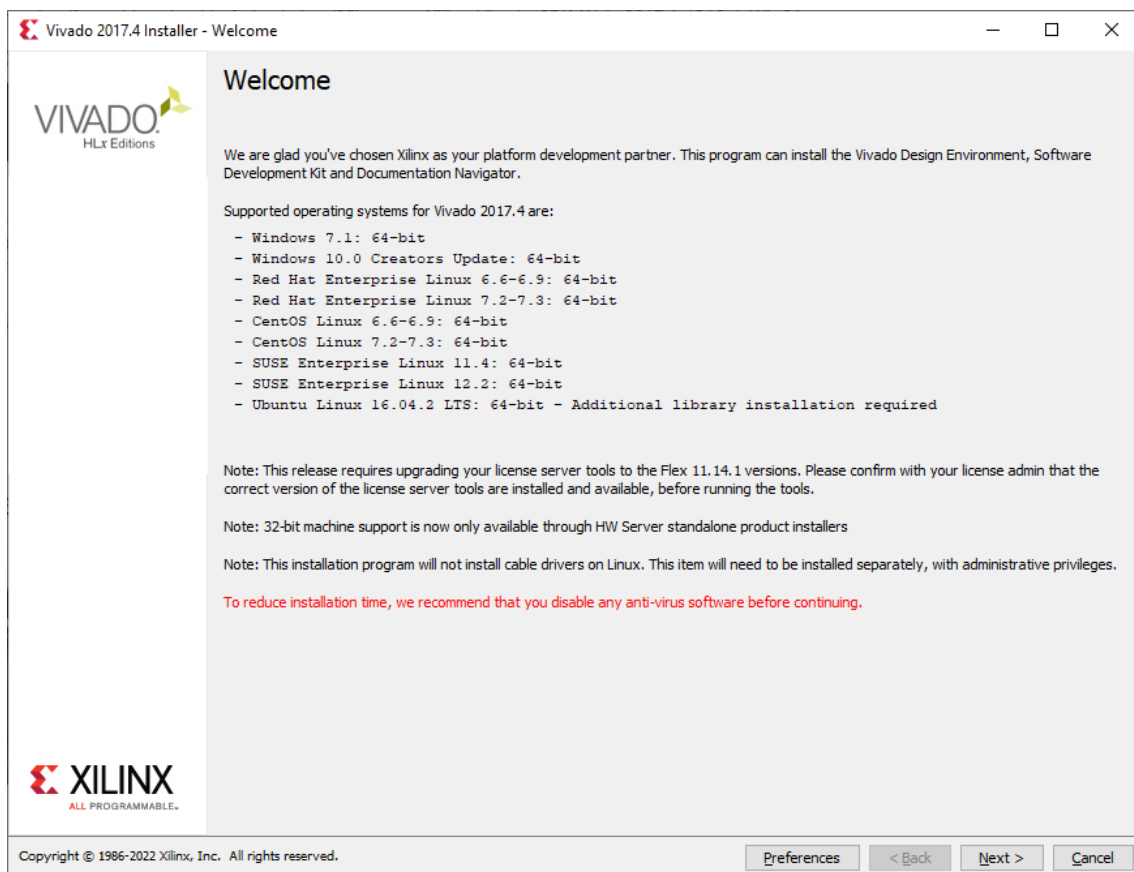 Vivado 2017.4 Installer - Welcome
VIVADO.
HLx Editions
Welcome
We are glad you've chosen Xilinx as your platform development partner. This program can install the Vivado Design Environment, Software
Development Kit and Documentation Navigator.
Supported operating systems for Vivado 2017.4 are:
- Windows 7.1: 64-bit
- Windows 10.0 Creators Update: 64-bit
- Red Hat Enterprise Linux 6.6-6.9: 64-bit
- Red Hat Enterprise Linux 7.2-7.3: 64-bit
- CentOS Linux 6.6-6.9: 64-bit
- CentOS Linux 7.2-7.3: 64-bit
- SUSE Enterprise Linux 11.4: 64-bit
- SUSE Enterprise Linux 12.2: 64-bit
- Ubuntu Linux 16.04.2 LTS: 64-bit - Additional library installation required
Note: This release requires upgrading your license server tools to the Flex 11.14.1 versions. Please confirm with your license admin that the
correct version of the license server tools are installed and available, before running the tools.
Note: 32-bit machine support is now only available through HW Server standalone product installers
Note: This installation program will not install cable drivers on Linux. This item will need to be installed separately, with administrative privileges.
To reduce installation time, we recommend that you disable any anti-virus software before continuing.
XILINX
ALL PROGRAMMABLE™
Copyright © 1986-2022 Xilinx, Inc. All rights reserved.
Preferences
< Back
Next >
Cancel